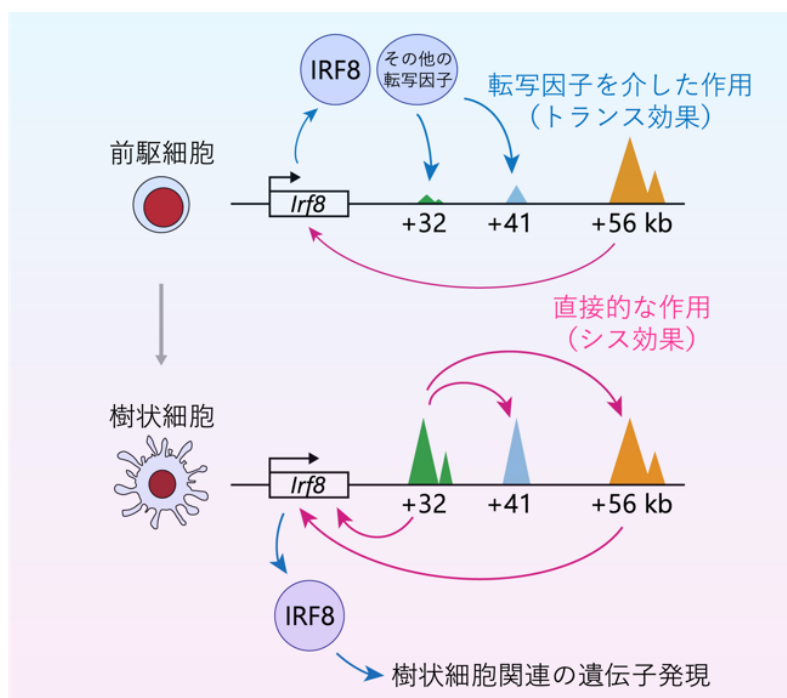 IRF8
その他の
転写因子
転写因子を介した作用
（トランス効果）
前駆細胞
Irf8
+32
+41
+56 kb
直接的な作用
（シス効果）
樹状細胞
Irf8
+32
+41
+56 kb
IRF8
樹状細胞関連の遺伝子発現